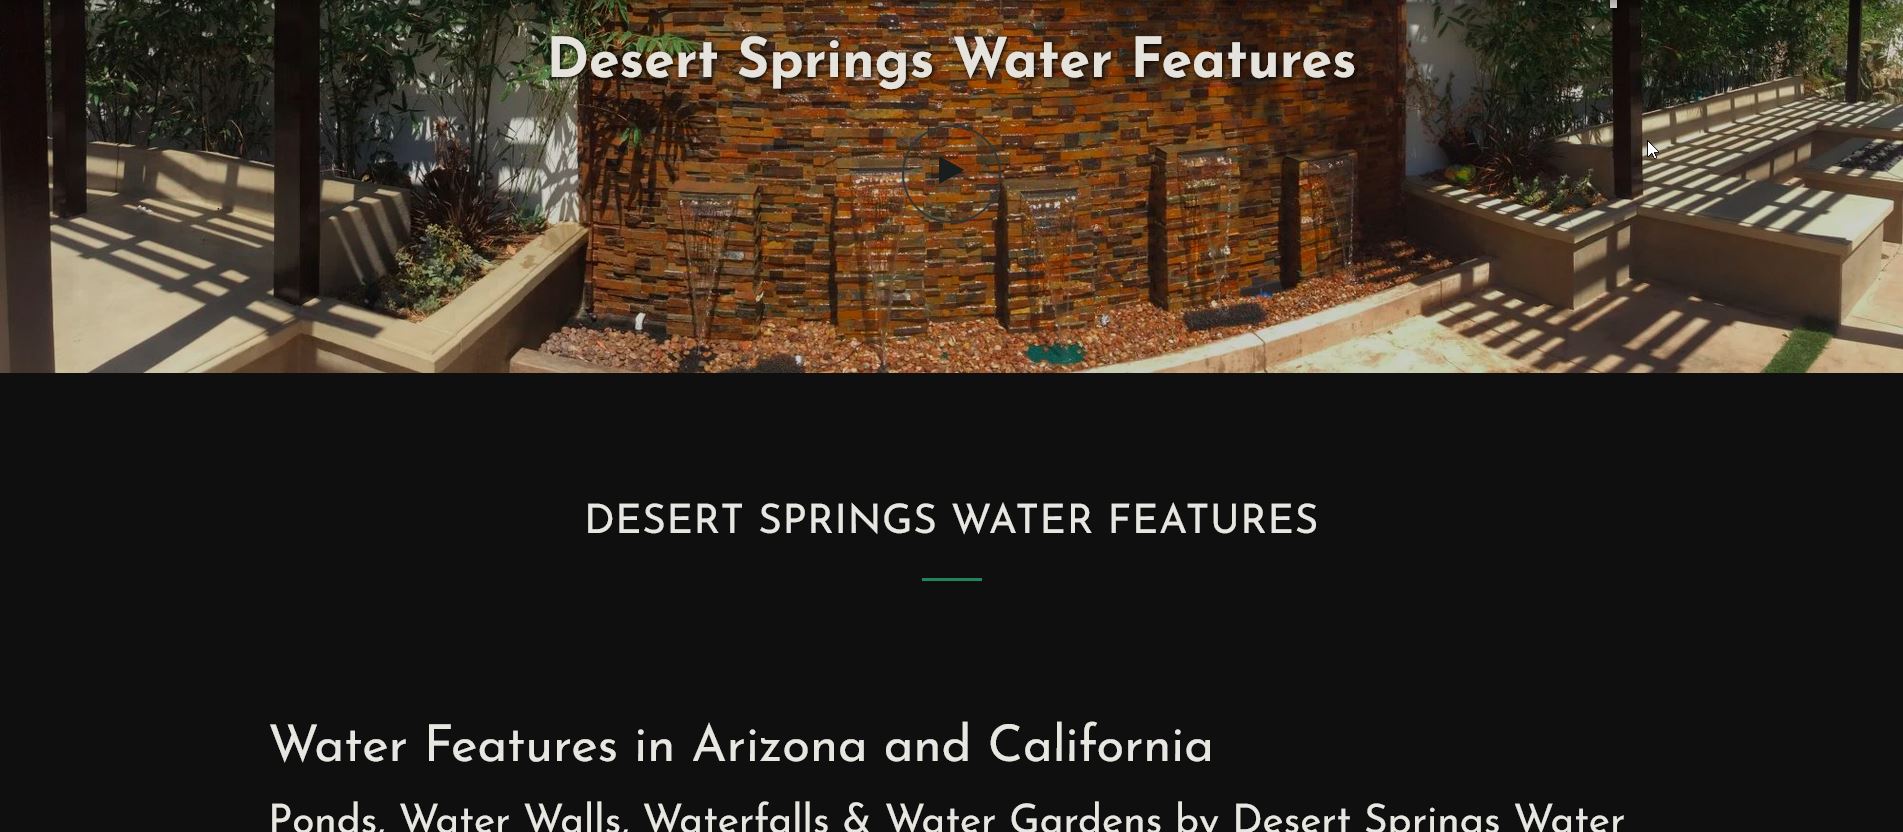 Desert Springs Water Features
DESERT SPRINGS WATER FEATURES
Water Features in Arizona and California
Ponds, Water Walls, Waterfalls & Water Gardens by Desert Springs Water